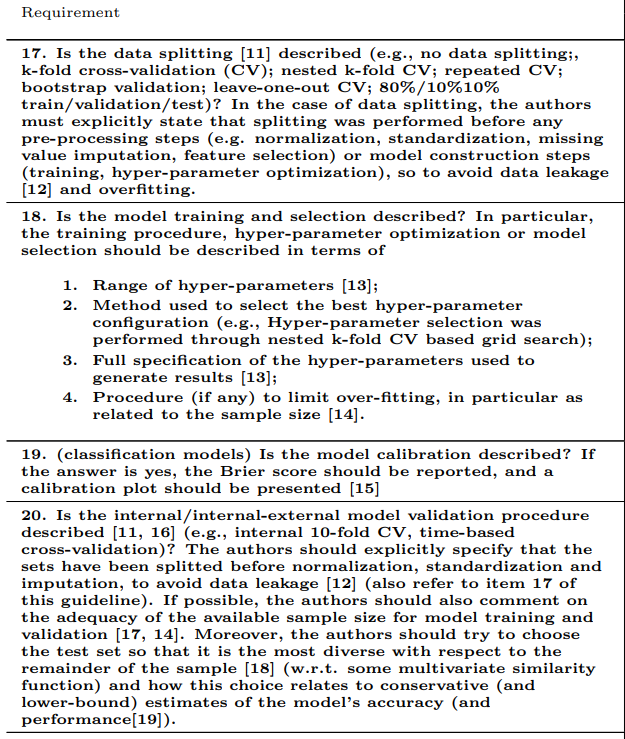 Requirement
17. Is the data splitting [11] described (e.g., no data splitting;,
k-fold cross-validation (CV); nested k-fold CV; repeated CV;
bootstrap validation; leave-one-out CV; 80%/10%10%
train/validation/test)? In the case of data splitting, the authors
must explicitly state that splitting was performed before any
pre-processing steps (e.g. normalization, standardization, missing
value imputation, feature selection) or model construction steps
(training, hyper-parameter optimization), so to avoid data leakage
[12] and overfitting.
18. Is the model training and selection described? In particular,
the training procedure, hyper-parameter optimization or model
selection should be described in terms of
1. Range of hyper-parameters [13];
2. Method used to select the best hyper-parameter
configuration (e.g., Hyper-parameter selection was
performed through nested k-fold CV based grid search);
3. Full specification of the hyper-parameters used to
generate results [13];
4. Procedure (if any) to limit over-fitting, in particular as
related to the sample size [14].
19. (classification models) Is the model calibration described? If
the answer is yes, the Brier score should be reported, and a
calibration plot should be presented [15]
20. Is the internal/internal-external model validation procedure
described [11, 16] (e.g., internal 10-fold CV, time-based
cross-validation)? The authors should explicitly specify that the
sets have been splitted before normalization, standardization and
imputation, to avoid data leakage [12] (also refer to item 17 of
this guideline). If possible, the authors should also comment on
the adequacy of the available sample size for model training and
validation [17, 14]. Moreover, the authors should try to choose
the test set so that it is the most diverse with respect to the
remainder of the sample [18] (w.r.t. some multivariate similarity
function) and how this choice relates to conservative (and
lower-bound) estimates of the model's accuracy (and
performance[19]).